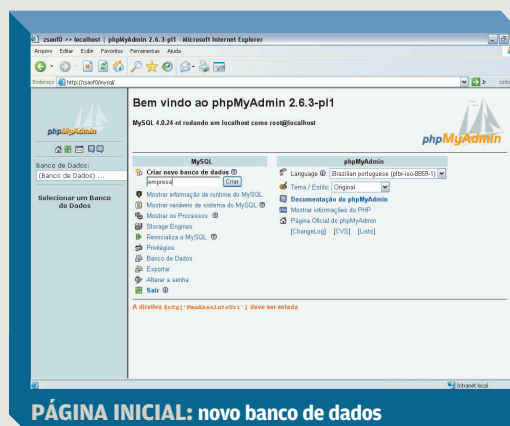 zsaof0 >> localhost | phpMyAdmin 2.6.3-pl1 - Microsoft Internet Explorer
Arquivo Editar Exibir Favoritos Ferramentas Ajuda
Endereço http://zsaof0/mysql/ Ir Links
phpMyAdmin
Banco de Dados:
(Banco de Dados) ...
Selecionar um Banco
de Dados
Bem vindo ao phpMyAdmin 2.6.3-pl1
MySQL 4.0.24-nt rodando em localhost como root@localhost
phpMyAdmin
MySQL
Criar novo banco de dados
empresa Criar
Mostrar informação de runtime do MySQL
Mostrar variáveis de sistema do MySQL
Mostrar os Processos
Storage Engines
Reinicializa o MySQL
Privilégios
Banco de Dados
Exportar
Alterar a senha
Sair
phpMyAdmin
Language Brazilian portuguese (ptbr-iso-8859-1)
Tema / Estilo: Original
Documentação do phpMyAdmin
Mostrar informações do PHP
Página Oficial do phpMyAdmin
[ChangeLog] [CVS] [Lists]
A diretiva $cfg['PmaAbsoluteUri'] deve ser setada
Intranet local
PÁGINA INICIAL: novo banco de dados